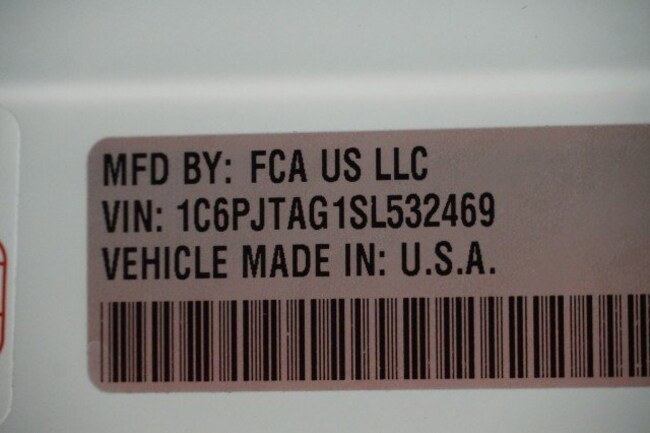 MFD BY: FCA US LLC
VIN: 1C6PJTAG1SL532469
VEHICLE MADE IN: U.S.A.